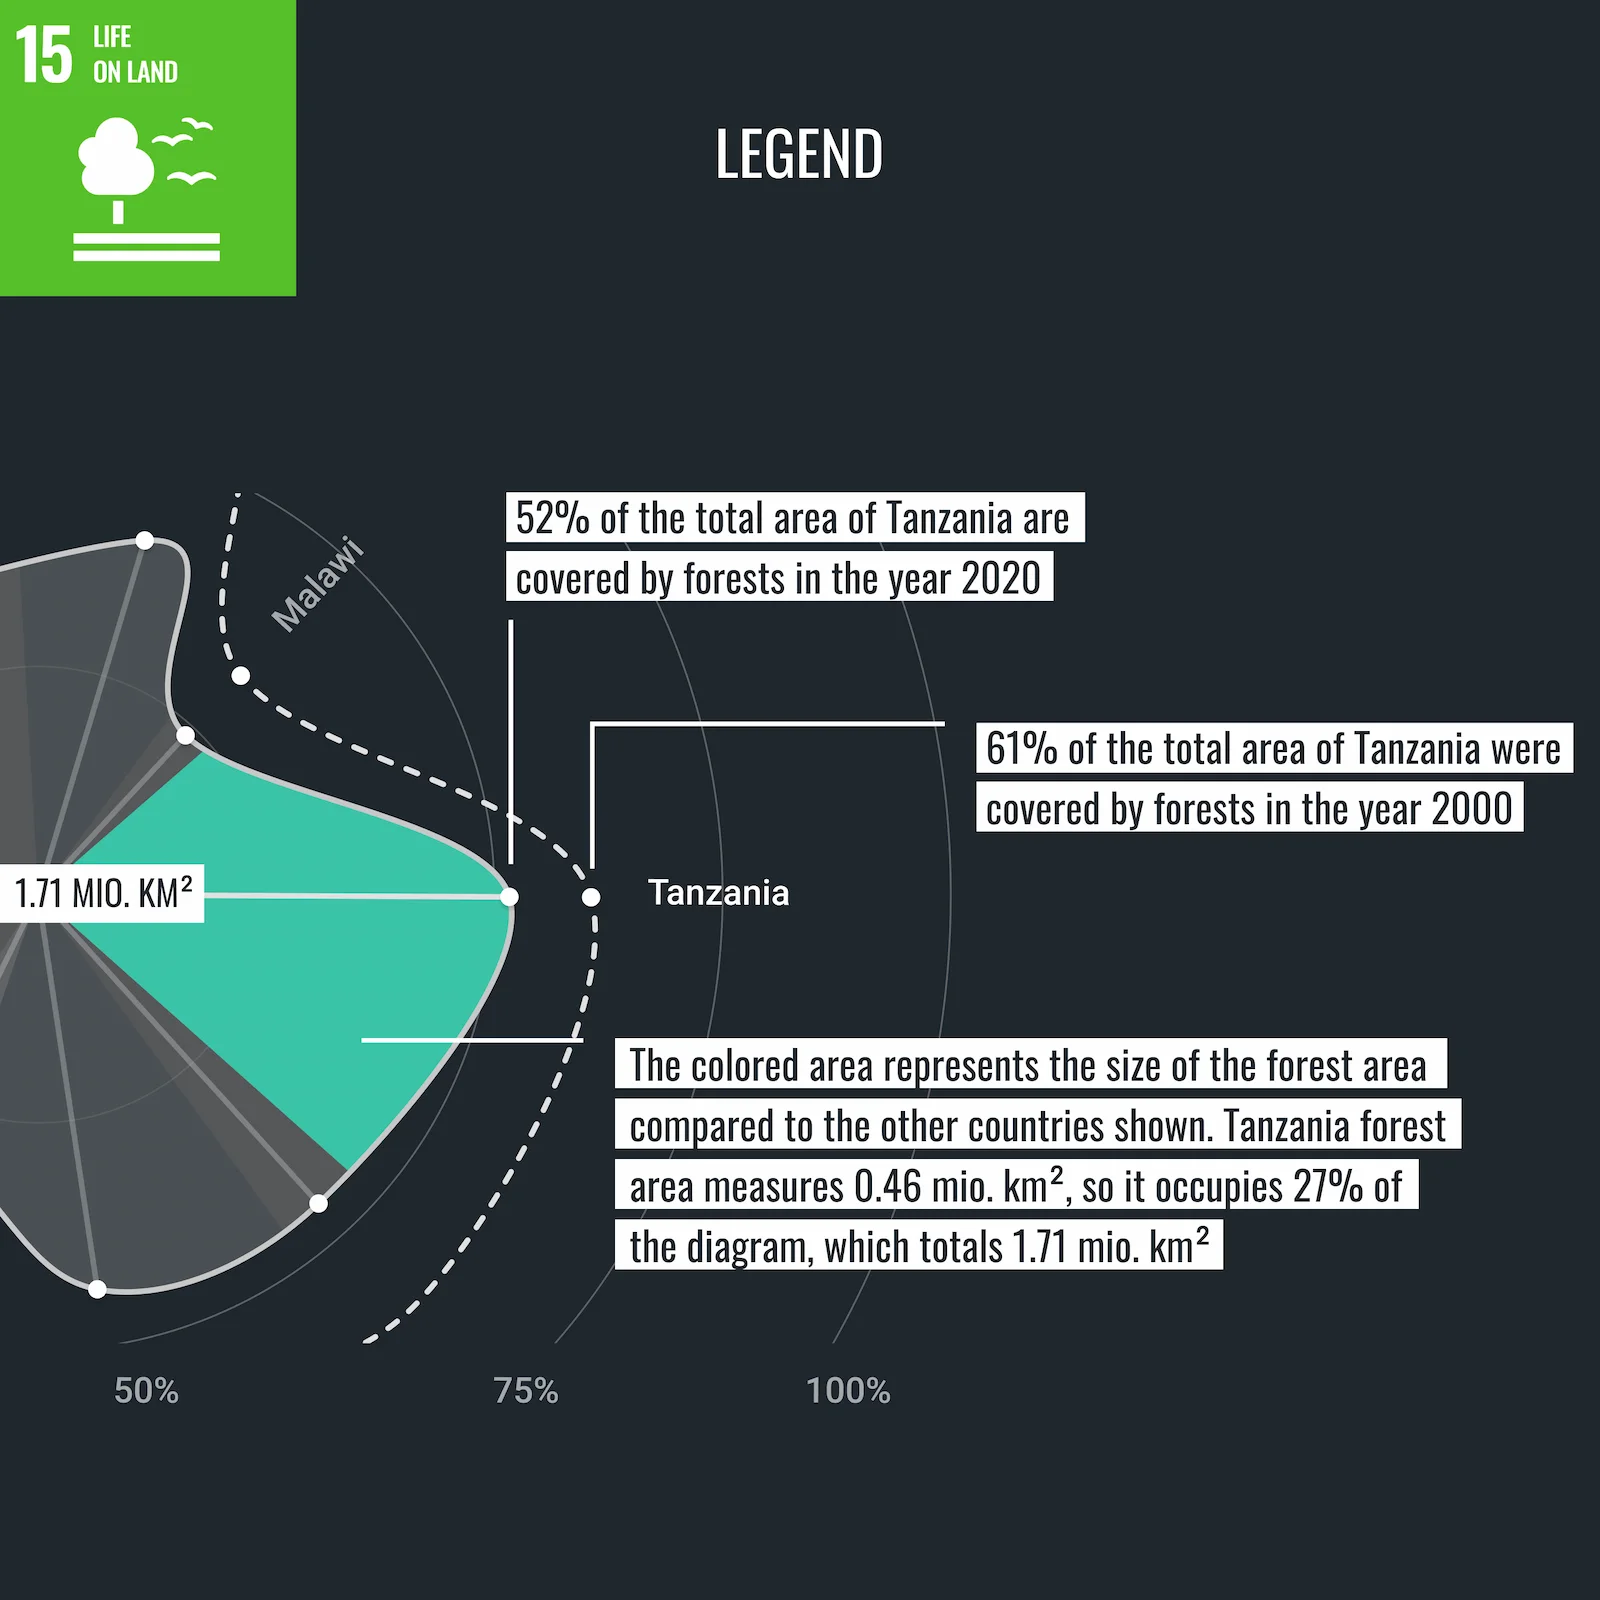 15 LIFE
ON LAND
LEGEND
Malawi
52% of the total area of Tanzania are
covered by forests in the year 2020
61% of the total area of Tanzania were
covered by forests in the year 2000
1.71 MIO. KM²
Tanzania
The colored area represents the size of the forest area
compared to the other countries shown. Tanzania forest
area measures 0.46 mio. km², so it occupies 27% of
the diagram, which totals 1.71 mio. km²
50% 75% 100%